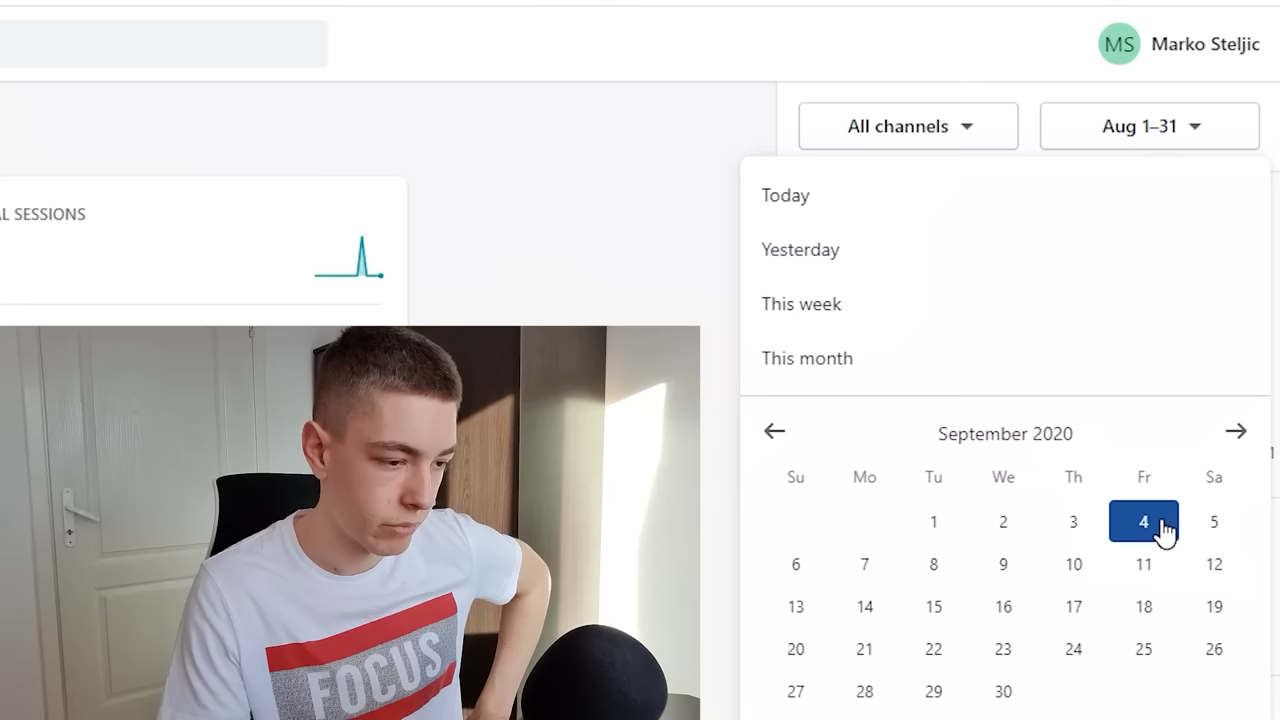 MS Marko Steljic
All channels Aug 1–31
Today
L SESSIONS
Yesterday
This week
This month
September 2020
Su Mo Tu We Th Fr Sa
1 2 3 4 5
6 7 8 9 10 11 12
13 14 15 16 17 18 19
20 21 22 23 24 25 26
27 28 29 30
FOCUS